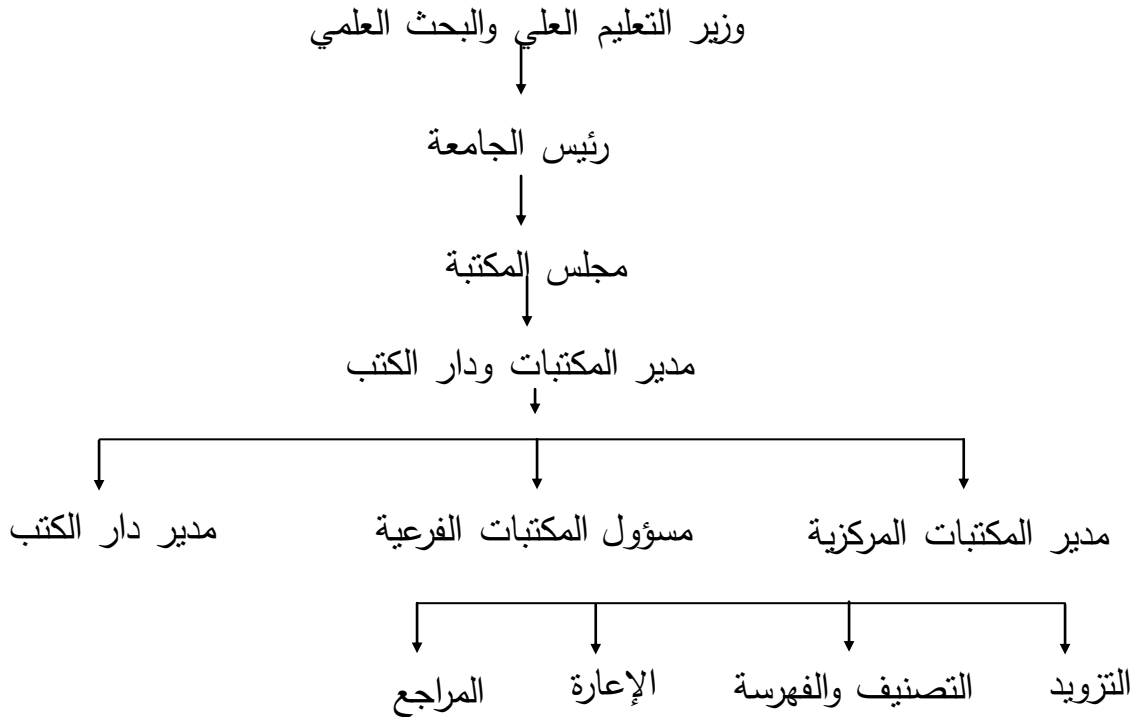 وزير التعليم العلي والبحث العلمي
رئيس الجامعة
مجلس المكتبة
مدير المكتبات ودار الكتب
مدير المكتبات المركزية مسؤول المكتبات الفرعية مدير دار الكتب
التزويد التصنيف والفهرسة الإعارة المراجع